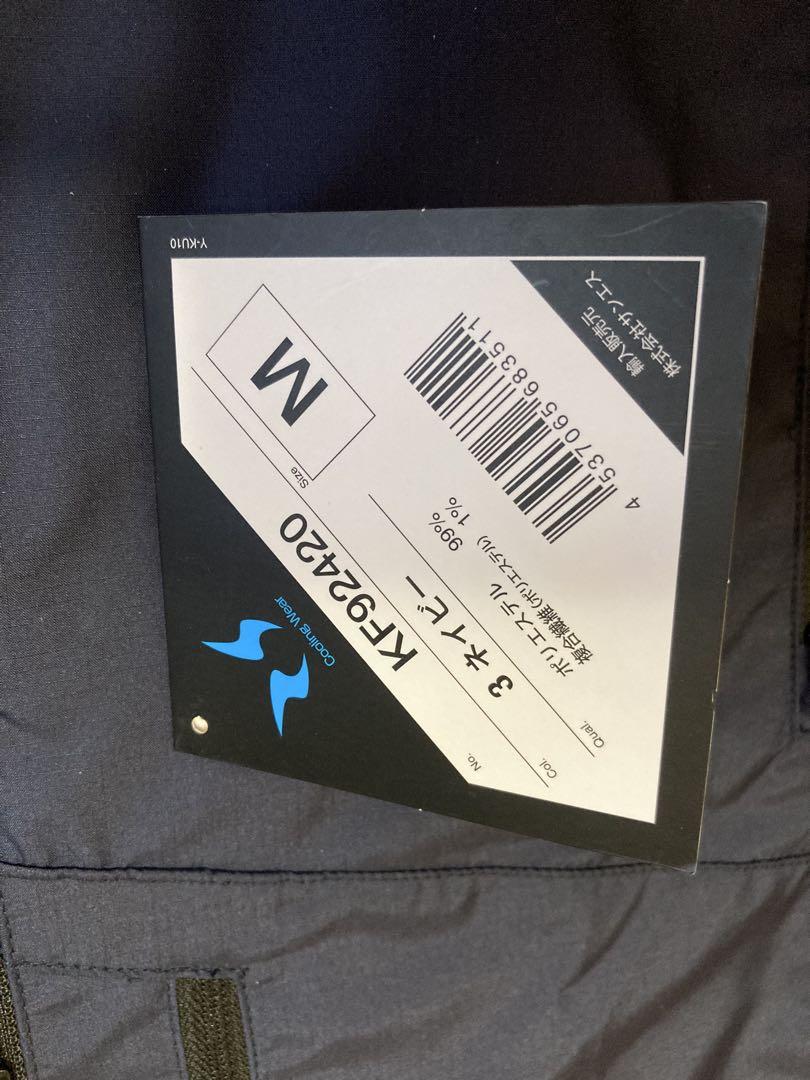 Cooling Wear
No. KF92420
Size
M
Col. 3 ネイビー
Qual. ポリエステル 99%
複合繊維(ポリエステル) 1%
4 537065 683511
輸入販売元
株式会社サンエス
Y-KU10